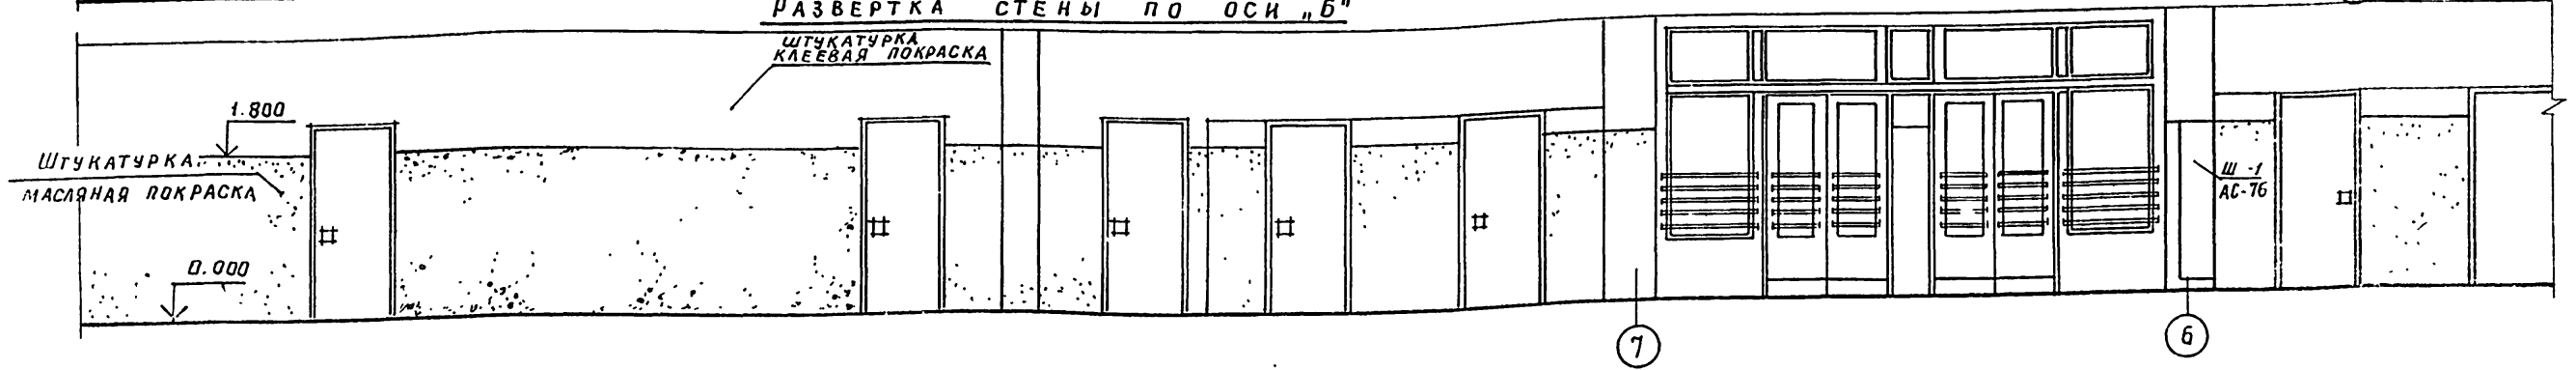 РАЗВЕРТКА СТЕНЫ ПО ОСИ „Б"
ШТУКАТУРКА
КЛЕЕВАЯ ПОКРАСКА
1.800
ШТУКАТУРКА
МАСЛЯНАЯ ПОКРАСКА
0.000
Ш-1
АС-76
7
6